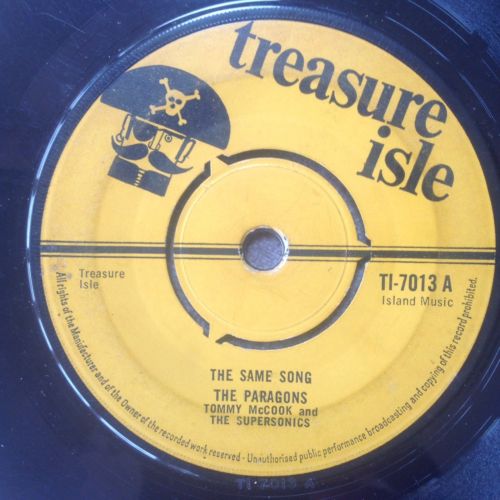 treasure
isle
Treasure
Isle
TI-7013 A
Island Music
THE SAME SONG
THE PARAGONS
TOMMY McCOOK and
THE SUPERSONICS
All rights of the Manufacturer and of the Owner of the recorded work reserved - Unauthorised public performance broadcasting and copying of this record prohibited.
TI-7013 A